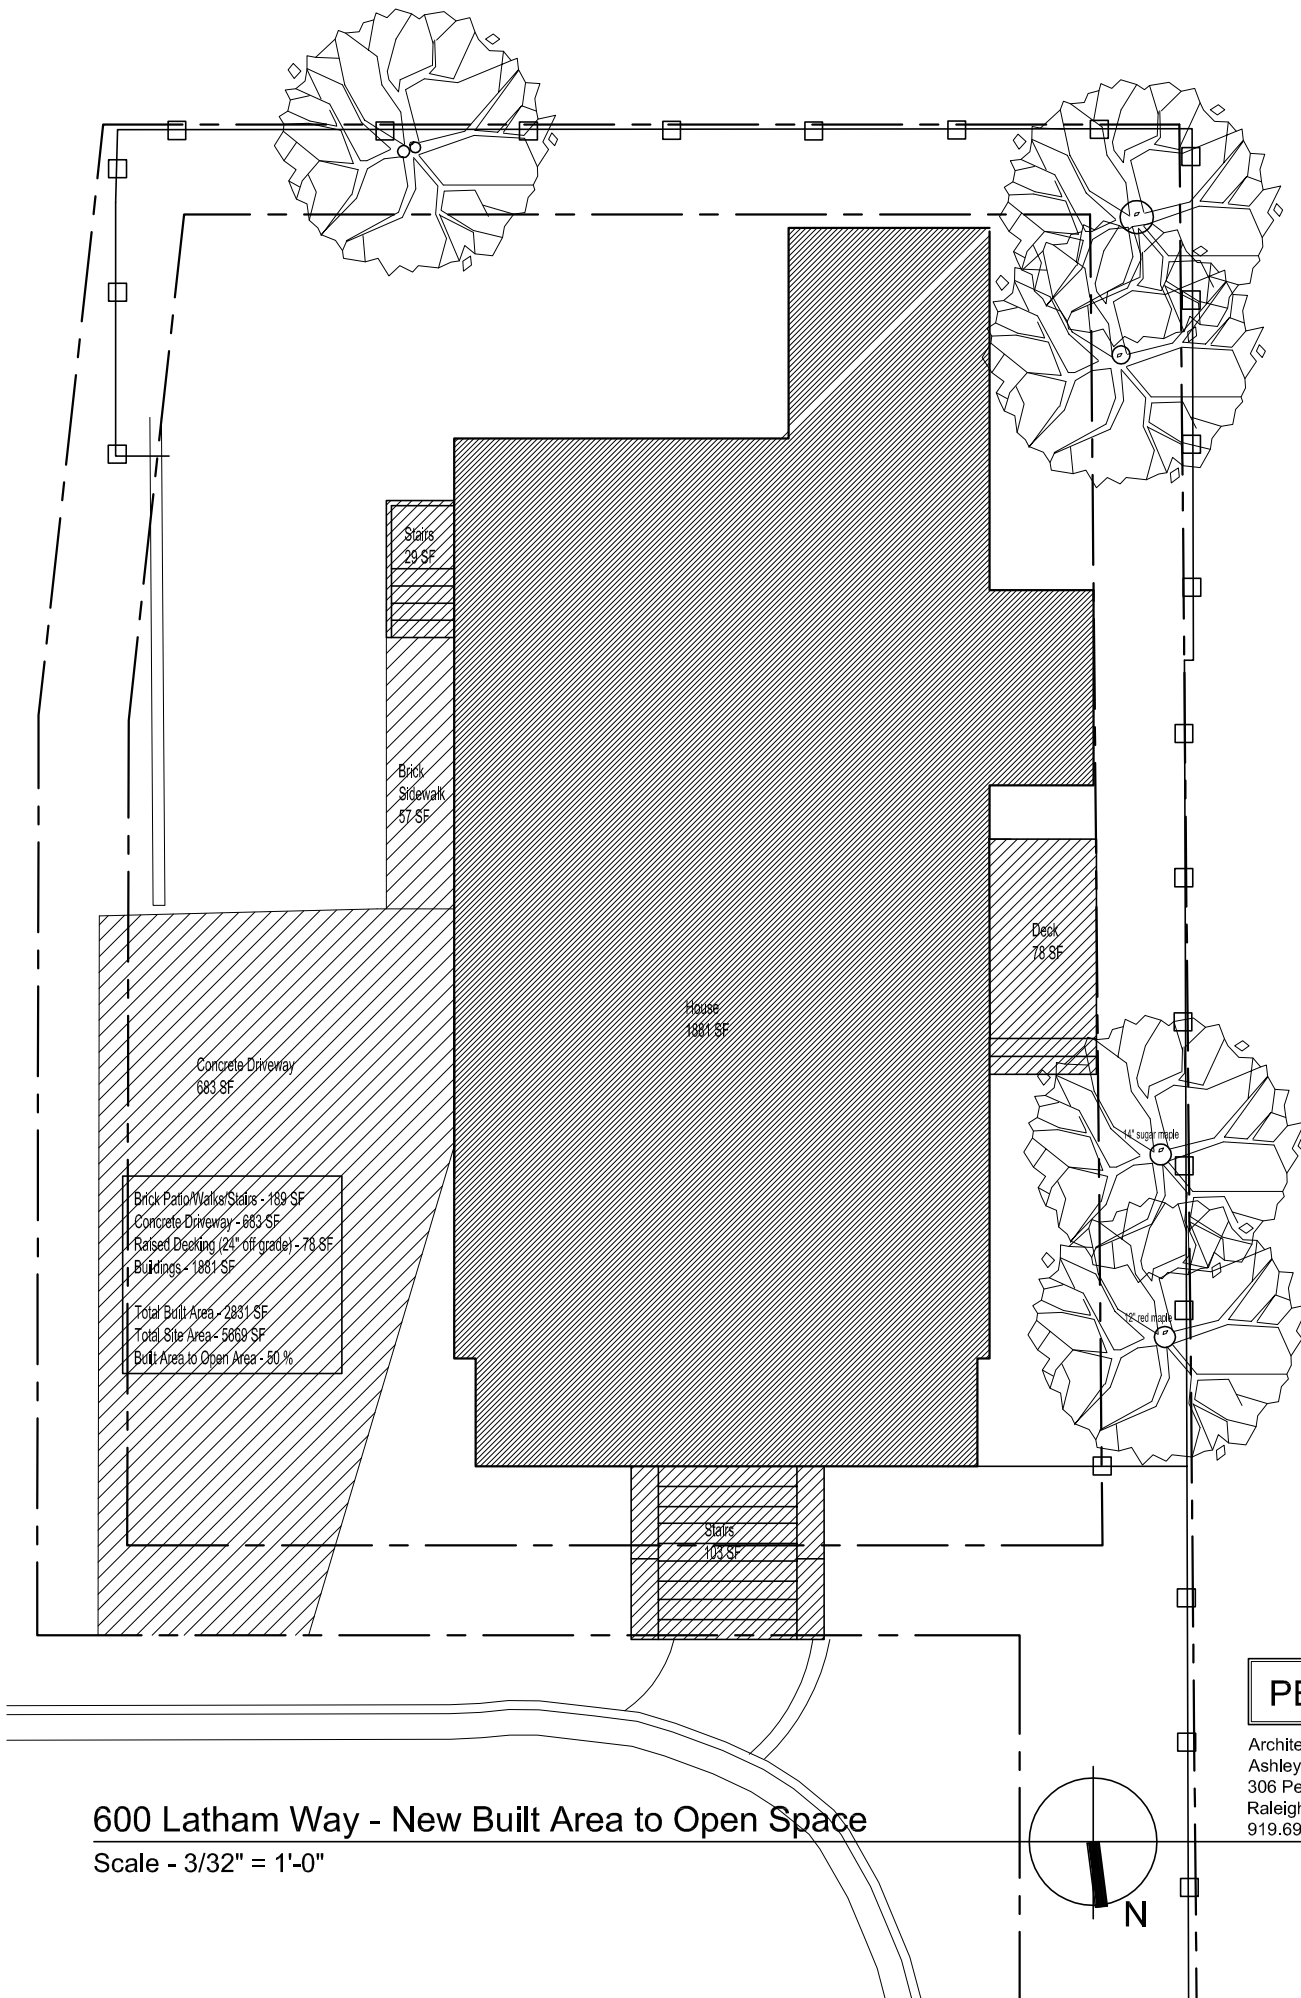 Stairs
29 SF
Brick
Sidewalk
57 SF
Deck
78 SF
House
1881 SF
Concrete Driveway
683 SF
14" sugar maple
Brick Patio/Walks/Stairs - 189 SF
Concrete Driveway - 683 SF
Raised Decking (24" off grade) - 78 SF
Buildings - 1881 SF
Total Built Area - 2831 SF
Total Site Area - 5669 SF
Built Area to Open Area - 50 %
12" red maple
Stairs
103 SF
600 Latham Way - New Built Area to Open Space
Scale - 3/32" = 1'-0"
N
Ashley
306
919.69